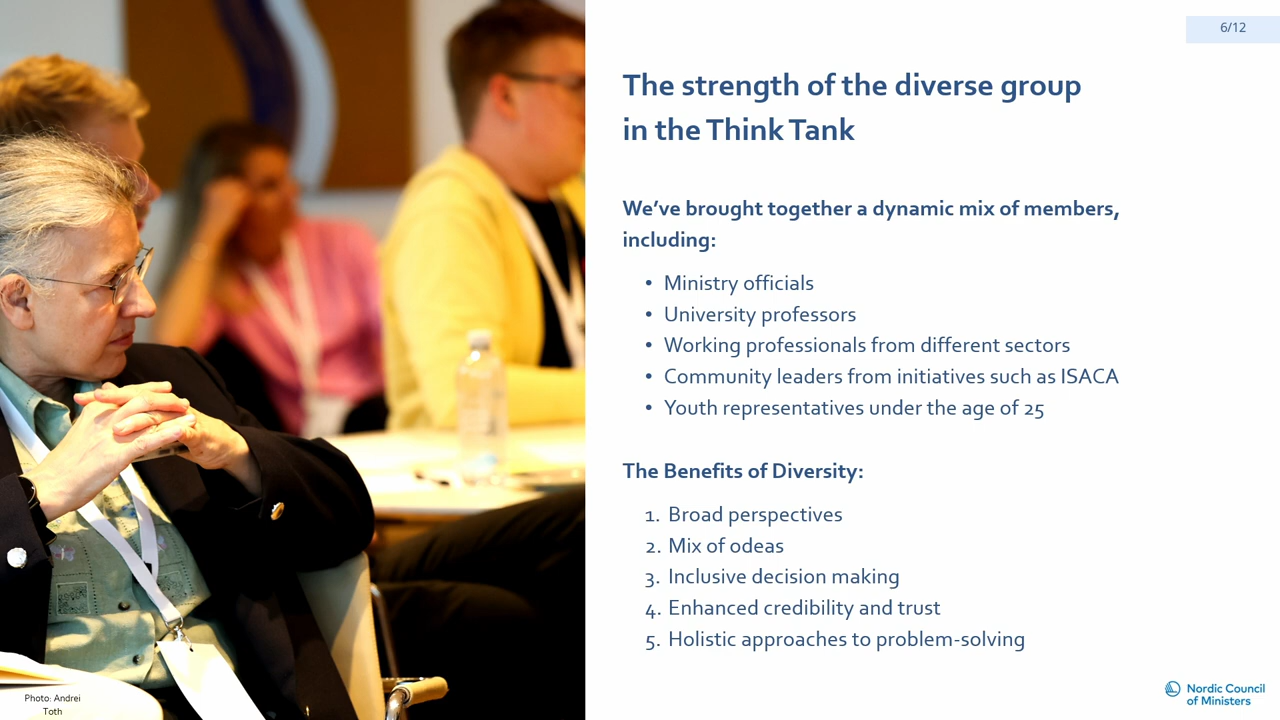 6/12
The strength of the diverse group
in the Think Tank
We’ve brought together a dynamic mix of members,
including:
• Ministry officials
• University professors
• Working professionals from different sectors
• Community leaders from initiatives such as ISACA
• Youth representatives under the age of 25
The Benefits of Diversity:
1. Broad perspectives
2. Mix of odeas
3. Inclusive decision making
4. Enhanced credibility and trust
5. Holistic approaches to problem-solving
Photo: Andrei
Toth
Nordic Council
of Ministers